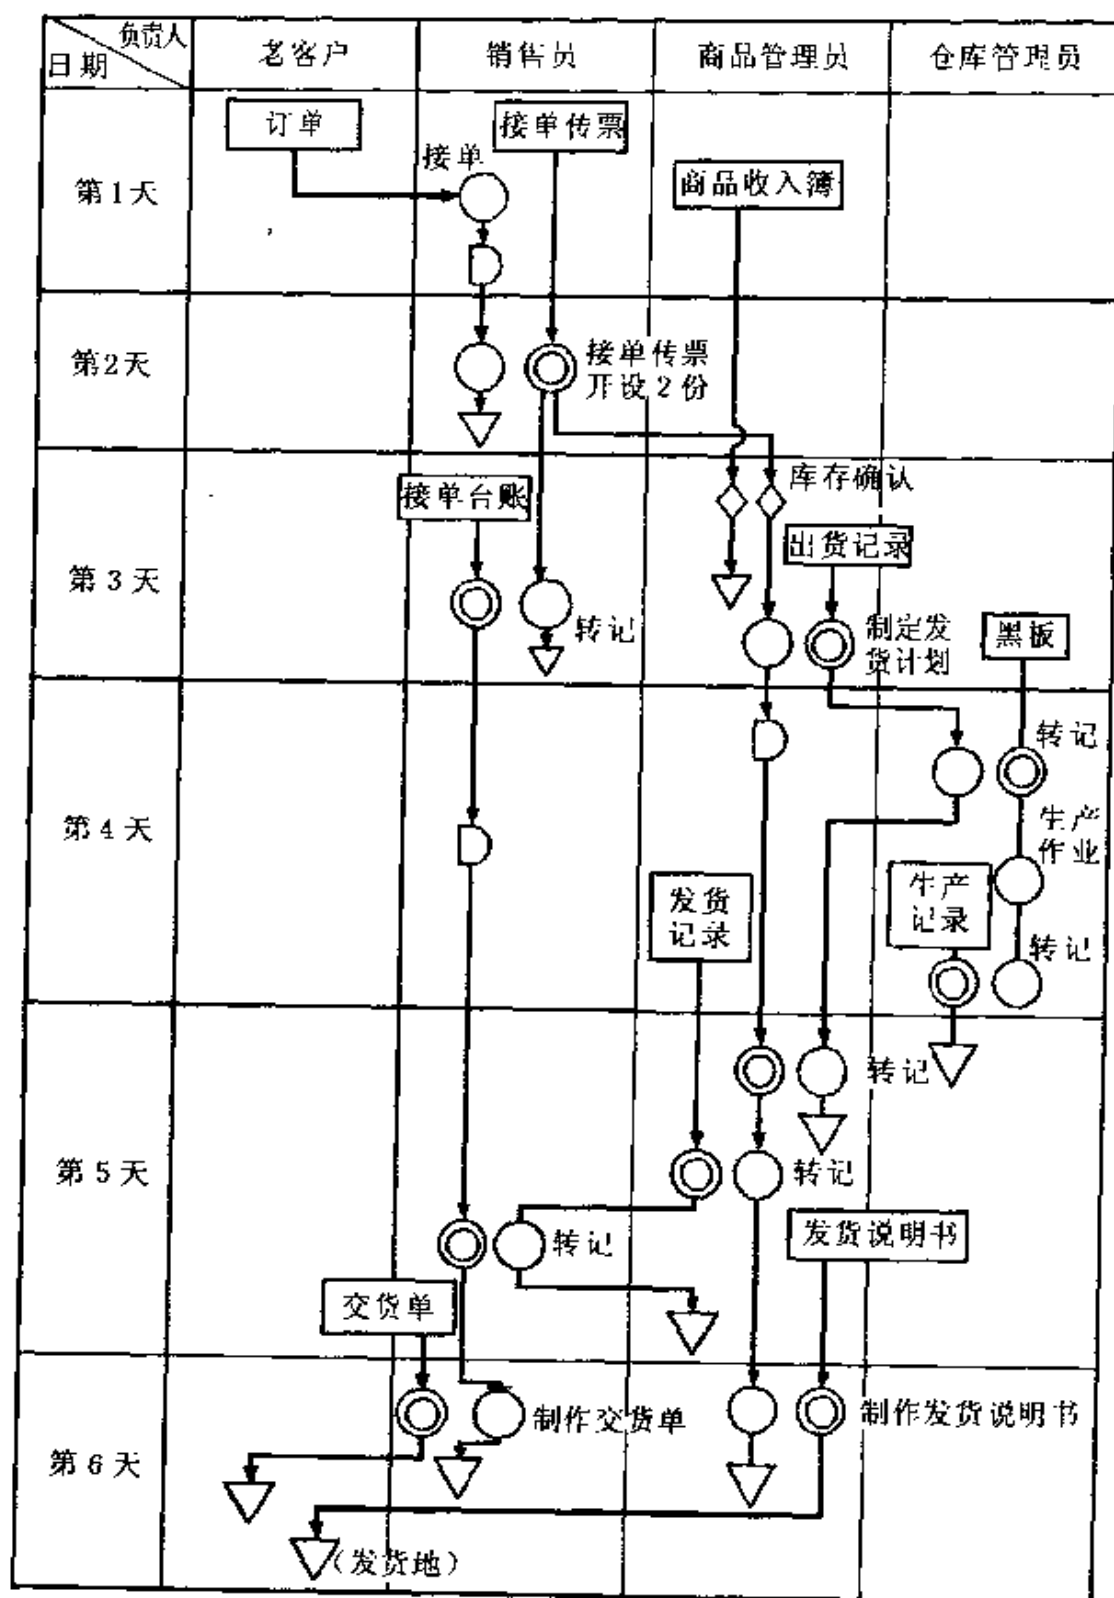 负责人
日期
老客户
销售员
商品管理员
仓库管理员
第1天
订单
接单
接单传票
商品收入簿
第2天
接单传票
开设2份
第3天
接单台账
转记
库存确认
出货记录
制定发
货计划
黑板
第4天
转记
生产
作业
发货
记录
生产
记录
转记
第5天
转记
转记
转记
发货说明书
交货单
第6天
制作交货单
制作发货说明书
(发货地)